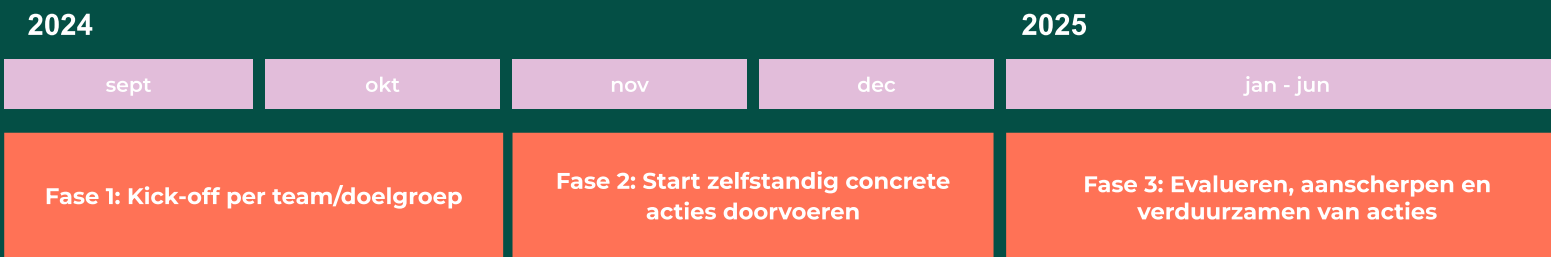 2024
2025
sept
okt
nov
dec
jan - jun
Fase 1: Kick-off per team/doelgroep
Fase 2: Start zelfstandig concrete
acties doorvoeren
Fase 3: Evalueren, aanscherpen en
verduurzamen van acties